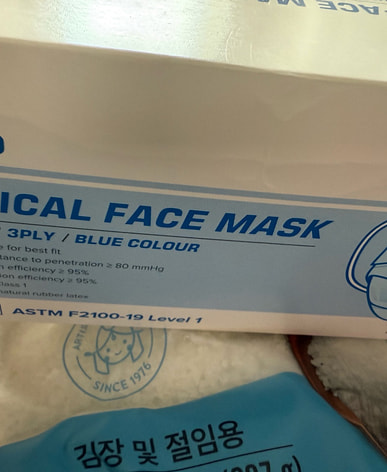 ICAL FACE MASK
3PLY / BLUE COLOUR
for best fit
tance to penetration ≥ 80 mmHg
efficiency ≥ 95%
ion efficiency ≥ 95%
lass 1
natural rubber latex
ASTM F2100-19 Level 1
SINCE 1976
김장 및 절임용